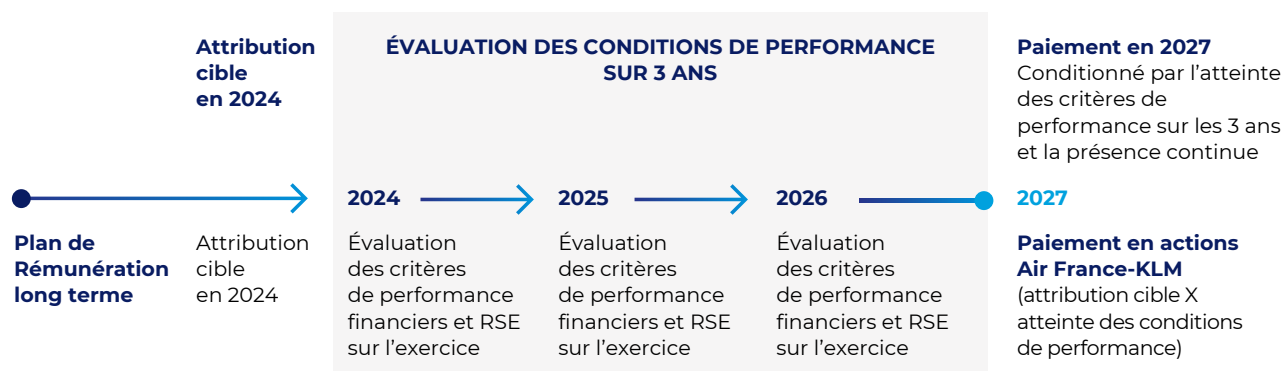 Attribution
cible
en 2024
ÉVALUATION DES CONDITIONS DE PERFORMANCE
SUR 3 ANS
Paiement en 2027
Conditionné par l’atteinte
des critères de
performance sur les 3 ans
et la présence continue
2024
2025
2026
2027
Plan de
Rémunération
long terme
Attribution
cible
en 2024
Évaluation
des critères
de performance
financiers et RSE
sur l’exercice
Évaluation
des critères
de performance
financiers et RSE
sur l’exercice
Évaluation
des critères
de performance
financiers et RSE
sur l’exercice
Paiement en actions
Air France-KLM
(attribution cible X
atteinte des conditions
de performance)